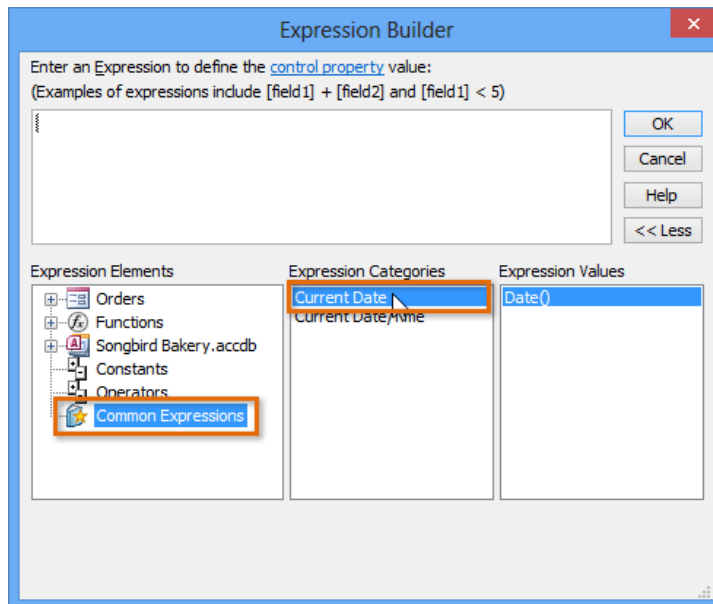 Expression Builder
Enter an Expression to define the control property value:
(Examples of expressions include [field1] + [field2] and [field1] < 5)
OK
Cancel
Help
<< Less
Expression Elements
Orders
Functions
Songbird Bakery.accdb
Constants
Operators
Common Expressions
Expression Categories
Current Date
Current Date/
Expression Values
Date()